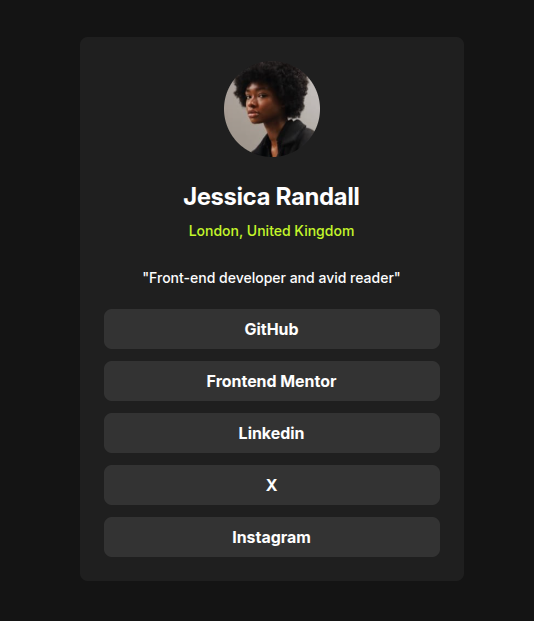 Jessica Randall
London, United Kingdom
"Front-end developer and avid reader"
GitHub
Frontend Mentor
Linkedin
X
Instagram